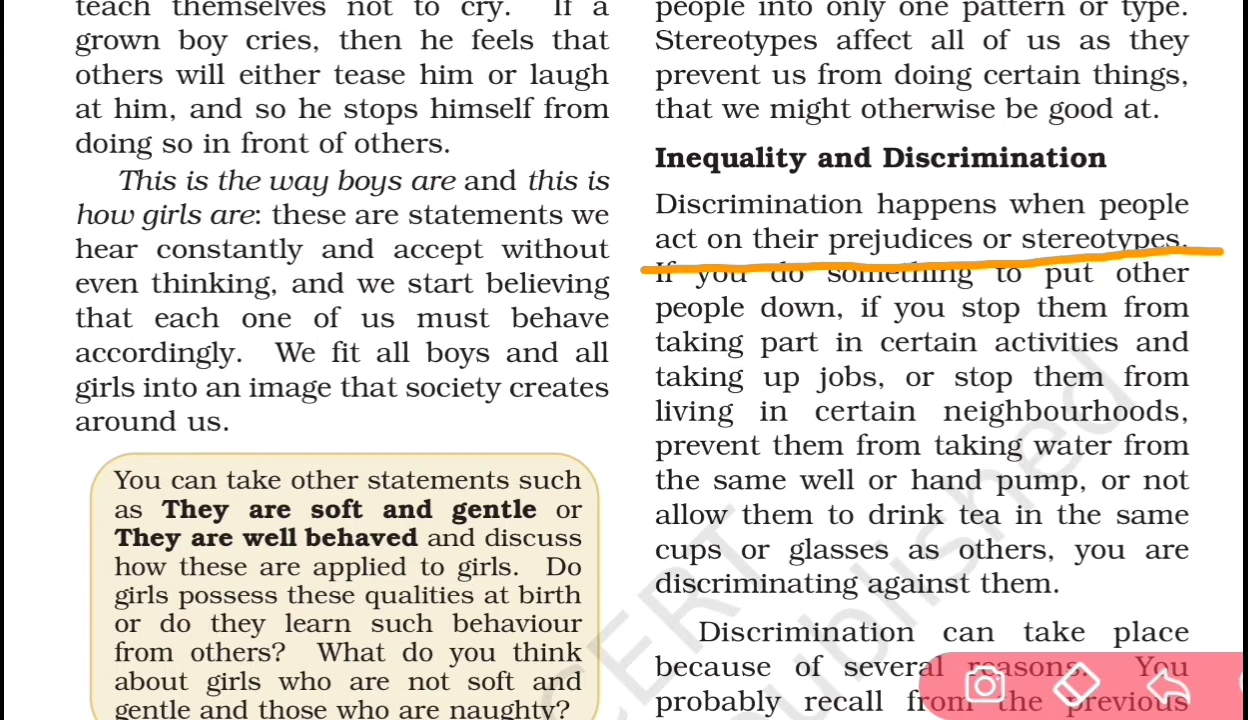 teach themselves not to cry. If a
grown boy cries, then he feels that
others will either tease him or laugh
at him, and so he stops himself from
doing so in front of others.
This is the way boys are and this is
how girls are: these are statements we
hear constantly and accept without
even thinking, and we start believing
that each one of us must behave
accordingly. We fit all boys and all
girls into an image that society creates
around us.
You can take other statements such
as They are soft and gentle or
They are well behaved and discuss
how these are applied to girls. Do
girls possess these qualities at birth
or do they learn such behaviour
from others? What do you think
about girls who are not soft and
gentle and those who are naughty?
people into only one pattern or type.
Stereotypes affect all of us as they
prevent us from doing certain things,
that we might otherwise be good at.
Inequality and Discrimination
Discrimination happens when people
act on their prejudices or stereotypes.
If you do something to put other
people down, if you stop them from
taking part in certain activities and
taking up jobs, or stop them from
living in certain neighbourhoods,
prevent them from taking water from
the same well or hand pump, or not
allow them to drink tea in the same
cups or glasses as others, you are
discriminating against them.
Discrimination can take place
because of several reasons. You
probably recall from the previous